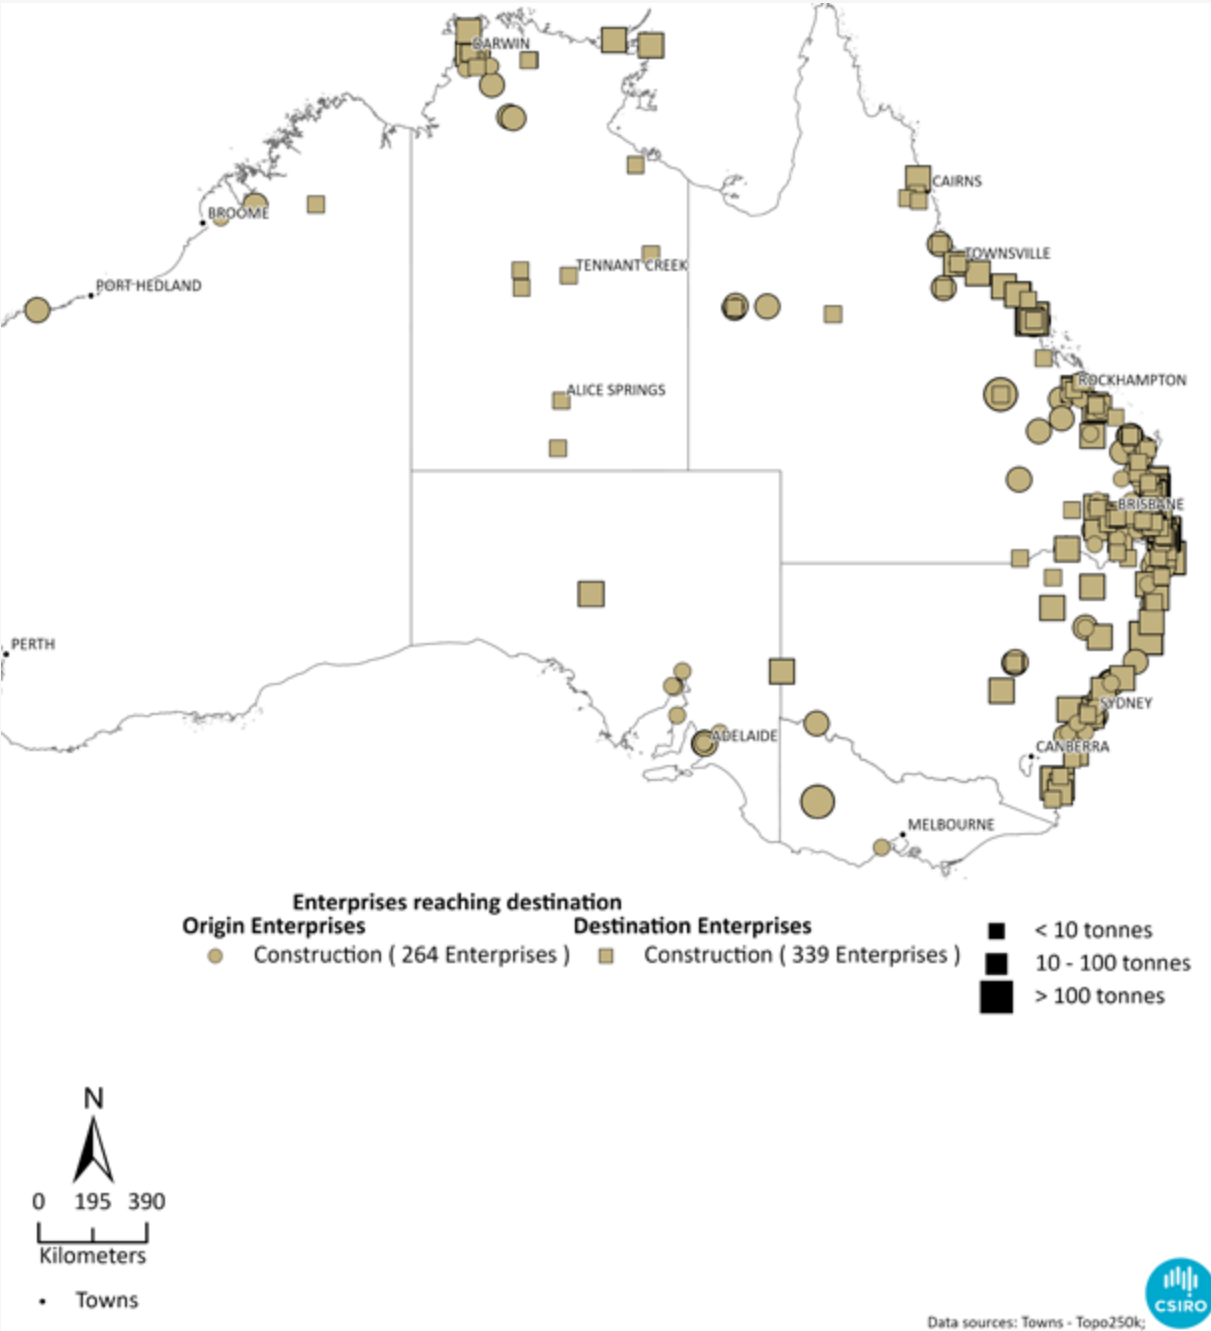 DARWIN
CAIRNS
BROOME
TOWNSVILLE
TENNANT CREEK
PORT HEDLAND
ROCKHAMPTON
ALICE SPRINGS
BRISBANE
PERTH
SYDNEY
ADELAIDE
CANBERRA
MELBOURNE
Enterprises reaching destination
Origin Enterprises Destination Enterprises
Construction ( 264 Enterprises ) Construction ( 339 Enterprises )
< 10 tonnes
10 - 100 tonnes
> 100 tonnes
N
0 195 390
Kilometers
Towns
CSIRO
Data sources: Towns - Topo250k;